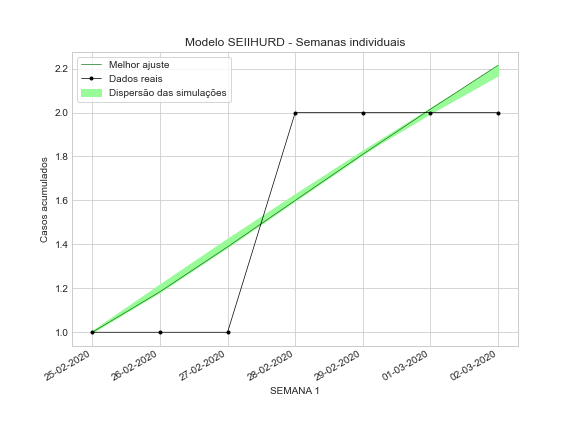 Modelo SEIIHURD - Semanas individuais
Melhor ajuste
Dados reais
Dispersão das simulações
Casos acumulados
2.2
2.0
1.8
1.6
1.4
1.2
1.0
25-02-2020
26-02-2020
27-02-2020
28-02-2020
29-02-2020
01-03-2020
02-03-2020
SEMANA 1